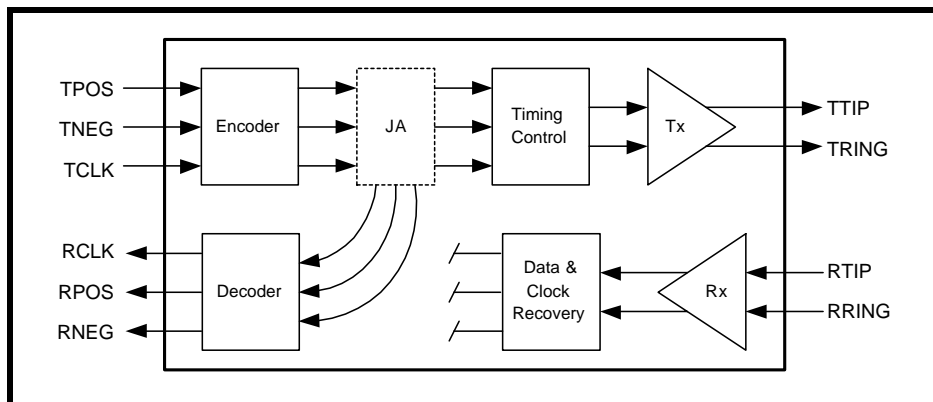 TPOS
TNEG
TCLK
Encoder
JA
Timing
Control
Tx
TTIP
TRING
RCLK
RPOS
RNEG
Decoder
Data &
Clock
Recovery
Rx
RTIP
RRING